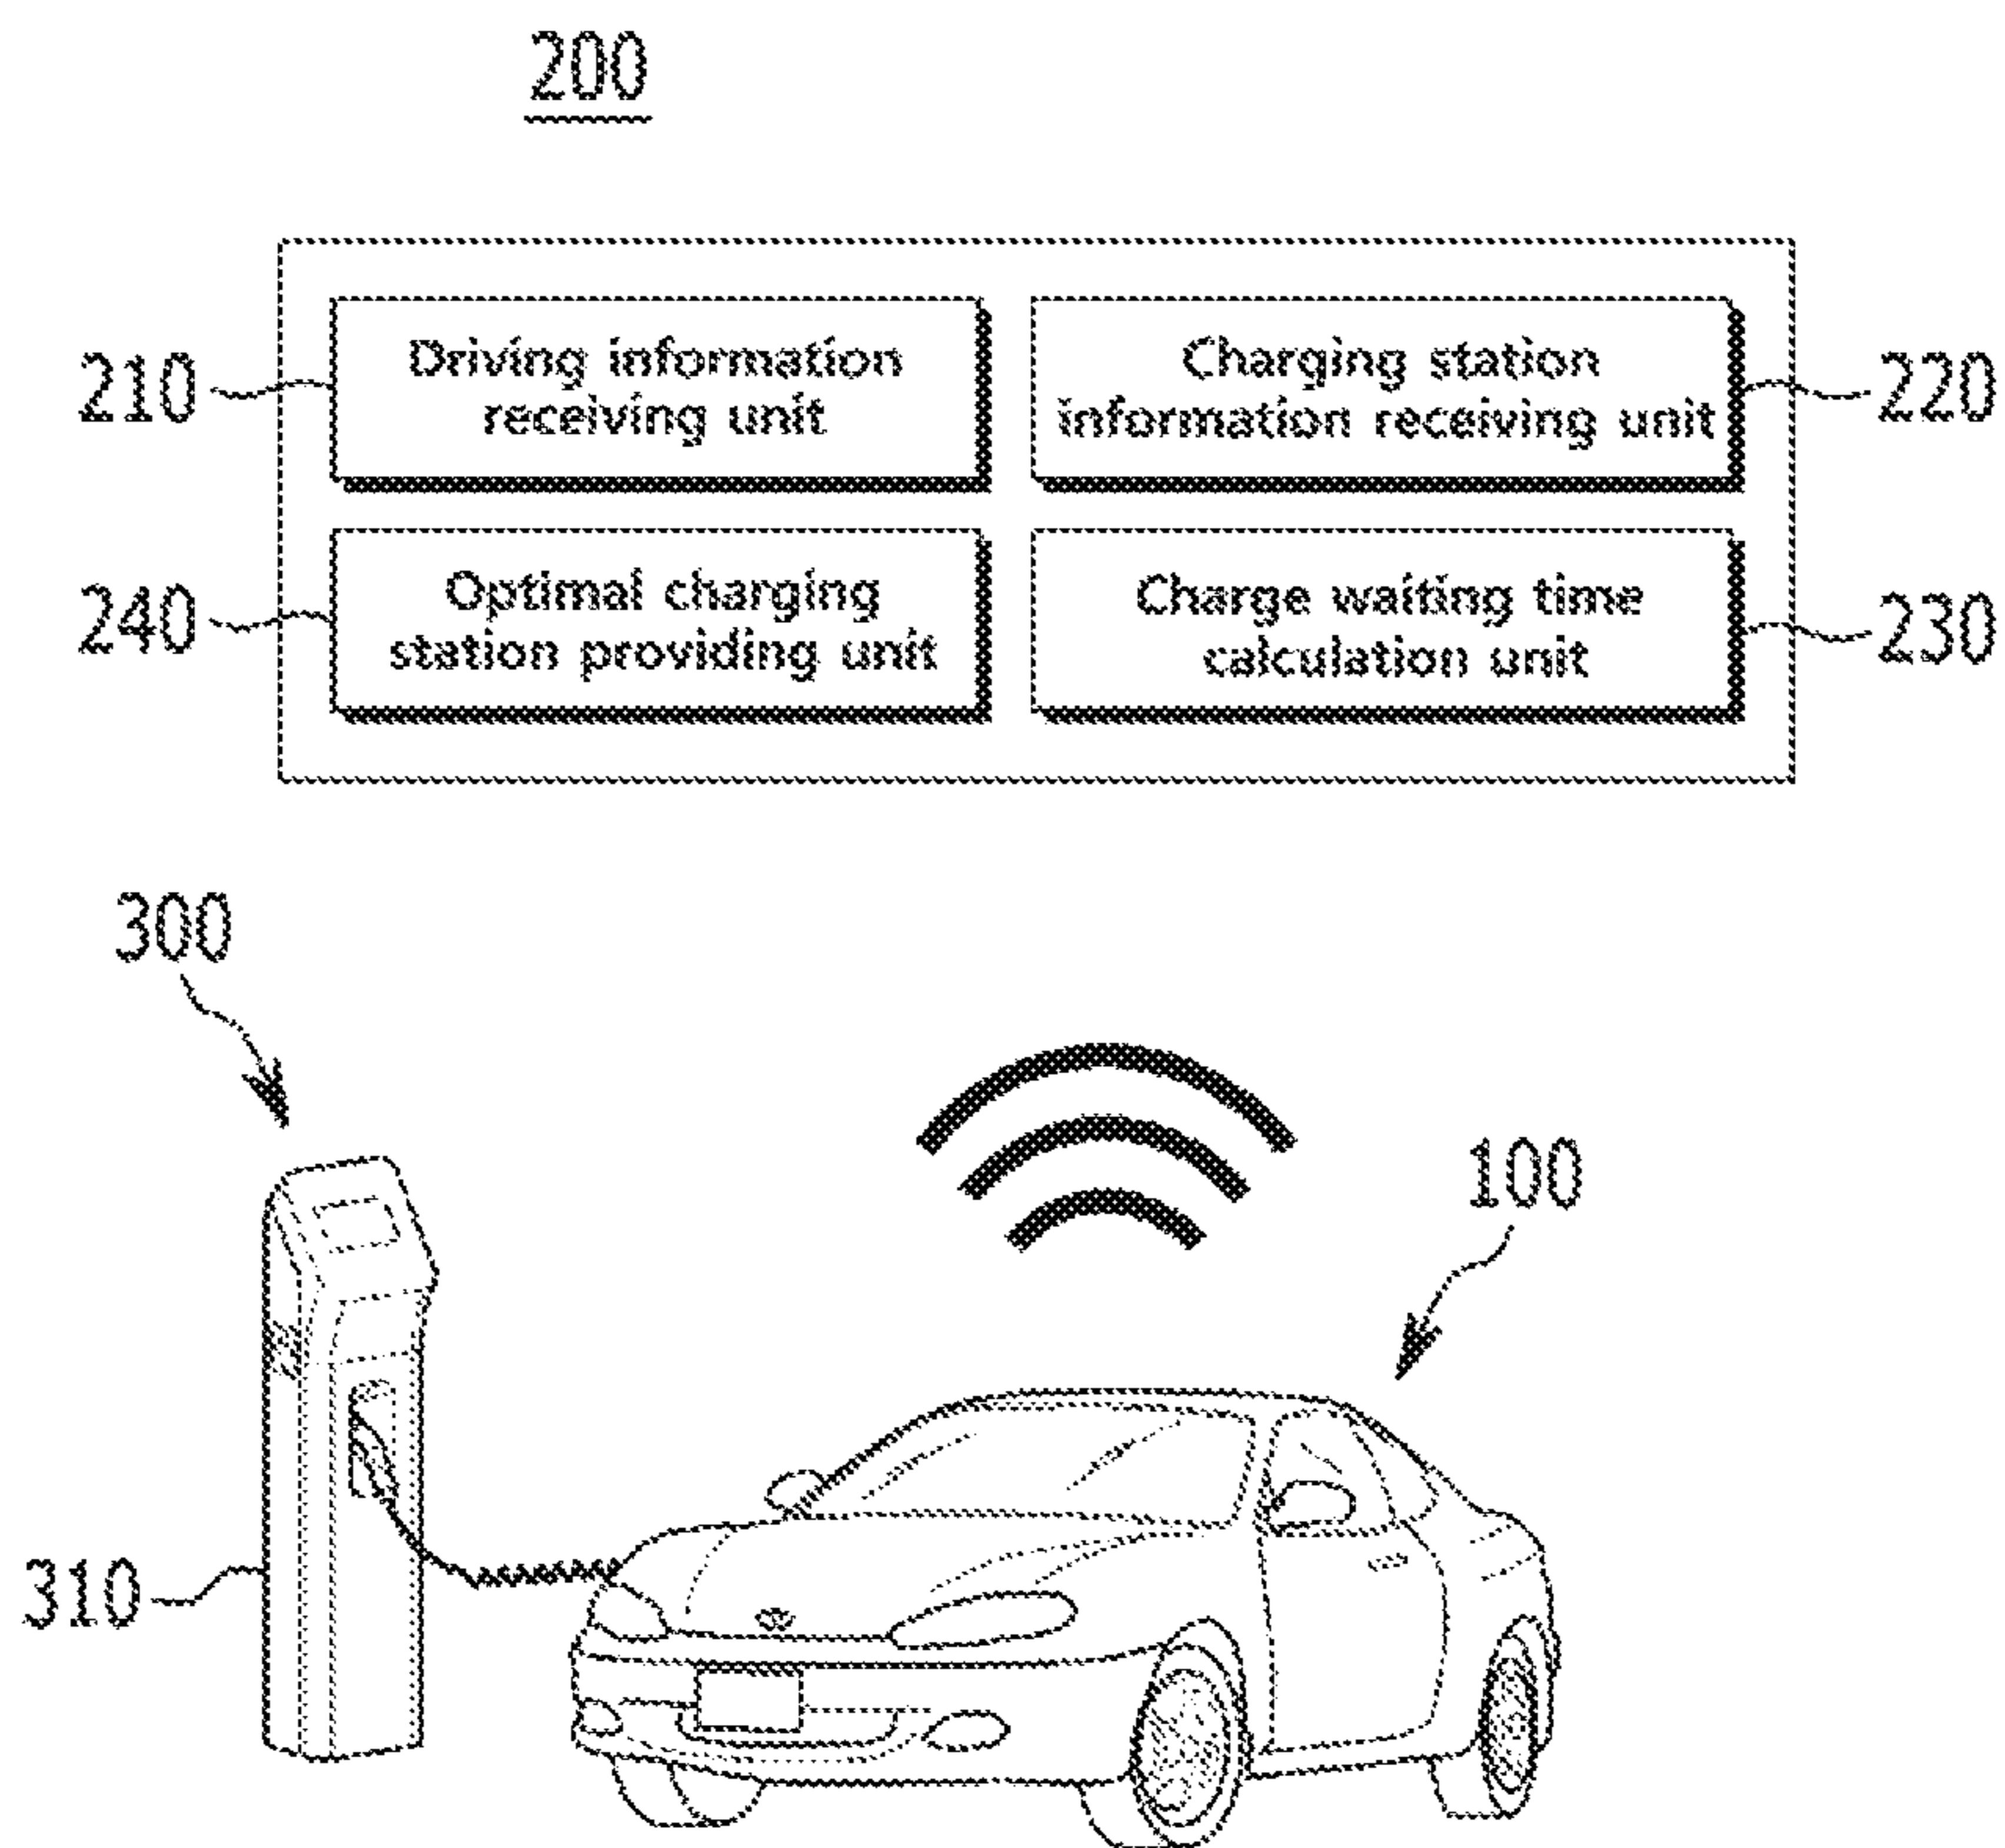 200
210
Driving information
receiving unit
Charging station
information receiving unit
220
240
Optimal charging
station providing unit
Charge waiting time
calculation unit
230
300
100
310